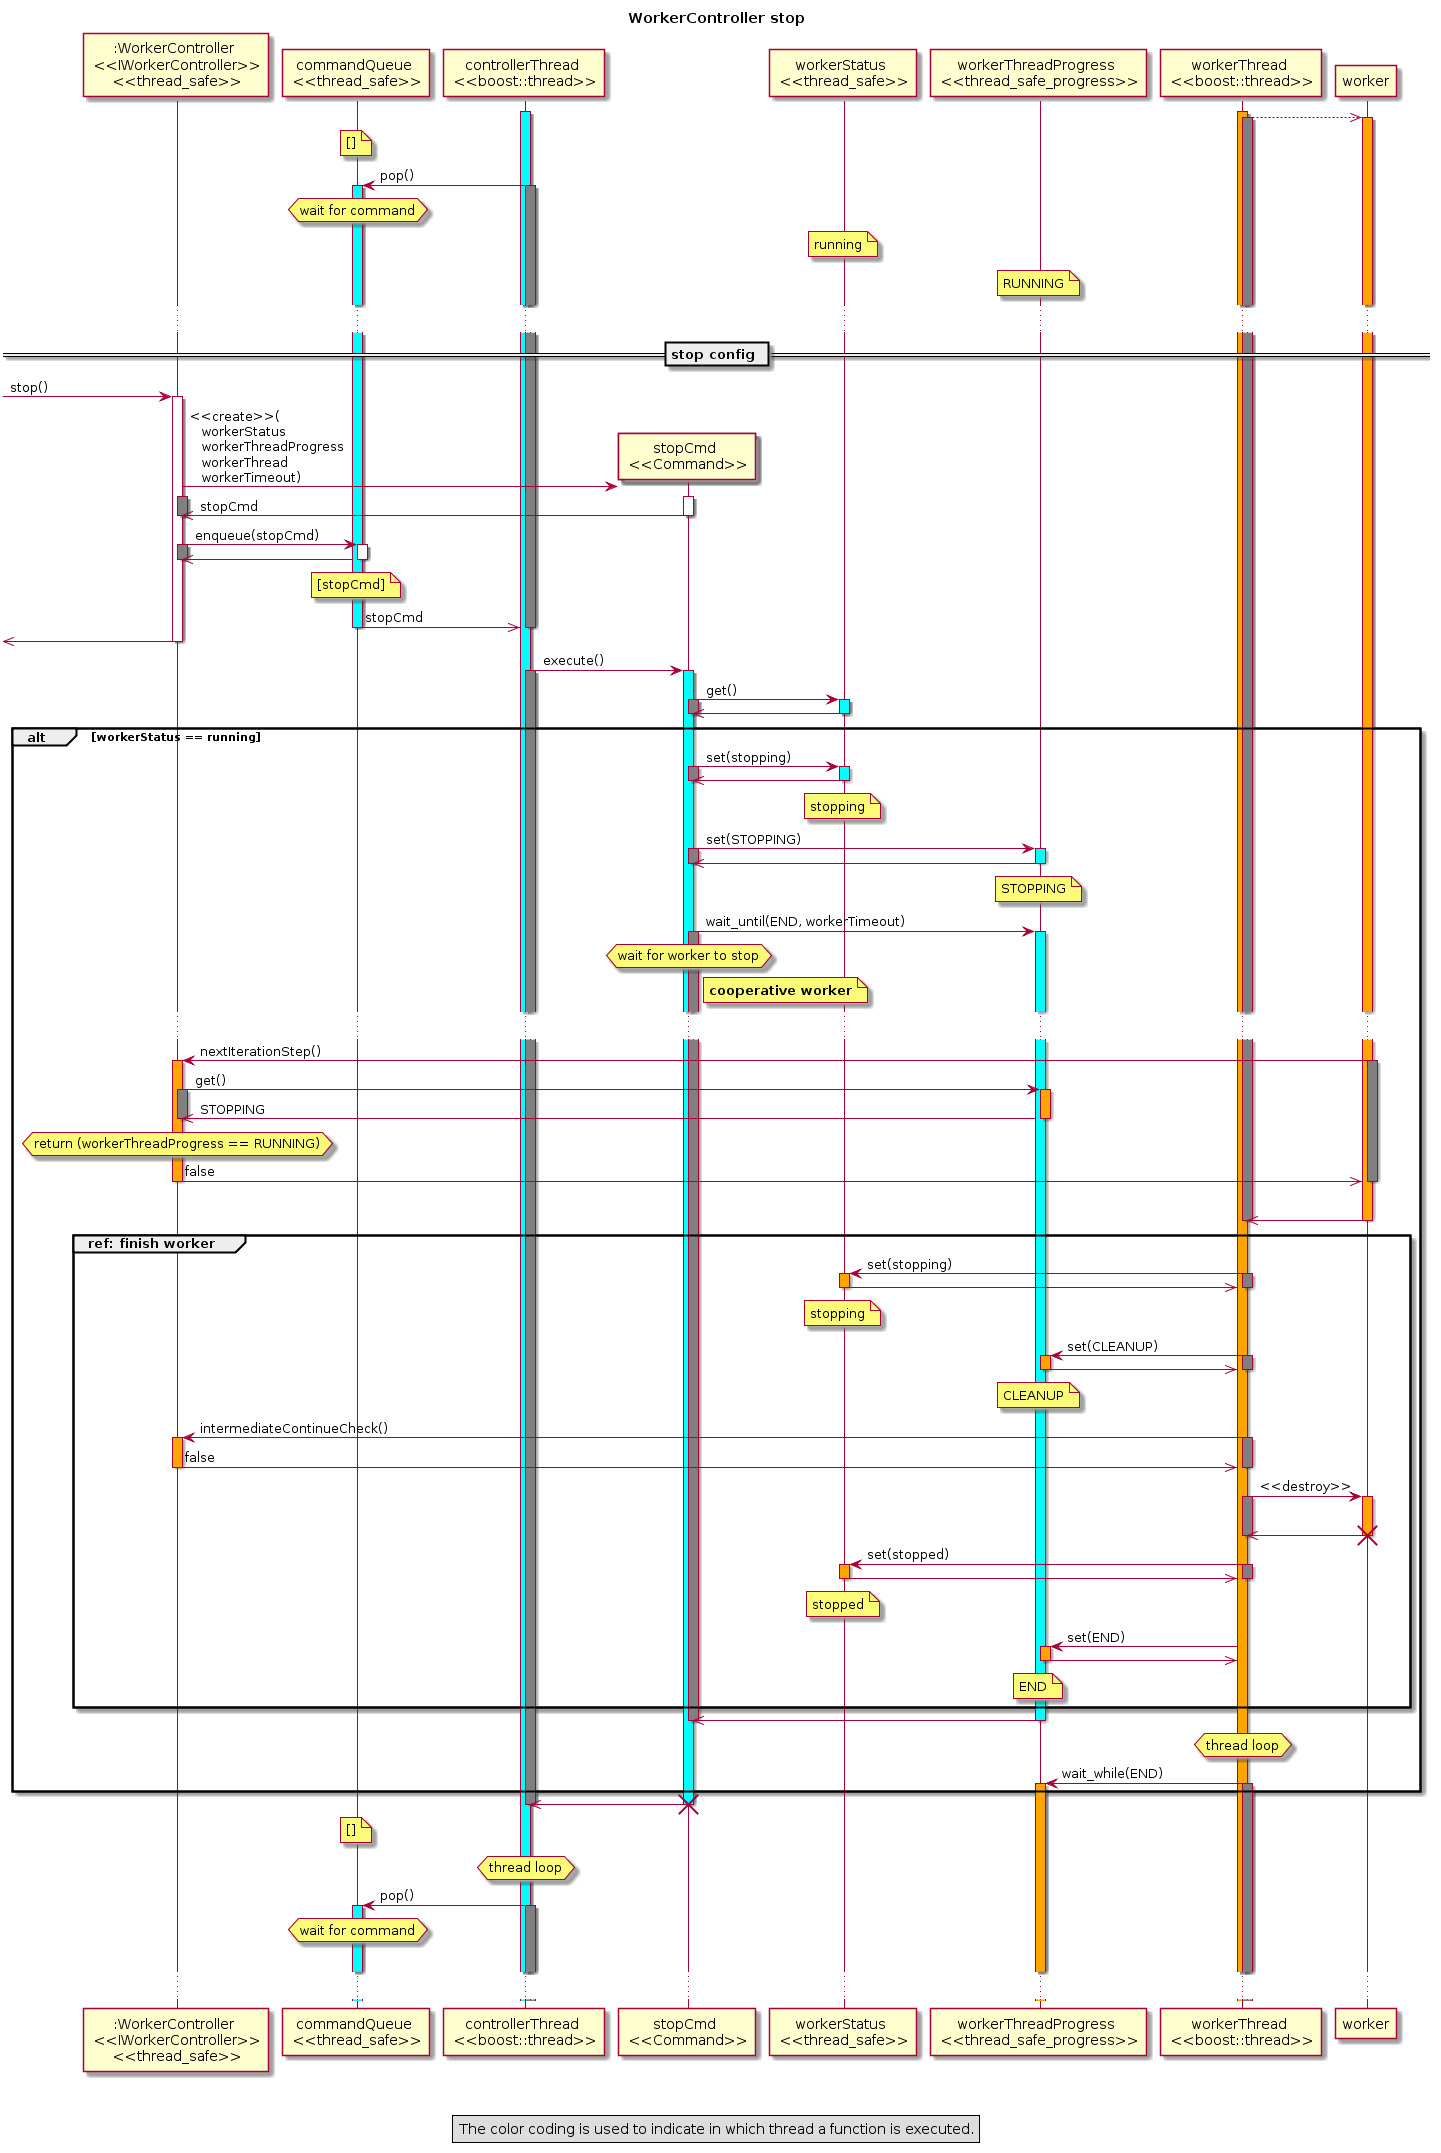 WorkerController stop
:WorkerController
<<IWorkerController>>
<<thread_safe>>
commandQueue
<<thread_safe>>
controllerThread
<<boost::thread>>
workerStatus
<<thread_safe>>
workerThreadProgress
<<thread_safe_progress>>
workerThread
<<boost::thread>>
worker
[]
pop()
wait for command
running
RUNNING
stop config
stop()
<<create>>(
workerStatus
workerThreadProgress
workerThread
workerTimeout)
stopCmd
<<Command>>
stopCmd
enqueue(stopCmd)
[stopCmd]
stopCmd
execute()
get()
alt [workerStatus == running]
set(stopping)
stopping
set(STOPPING)
STOPPING
wait_until(END, workerTimeout)
wait for worker to stop
cooperative worker
nextIterationStep()
get()
STOPPING
return (workerThreadProgress == RUNNING)
false
ref: finish worker
set(stopping)
stopping
set(CLEANUP)
CLEANUP
intermediateContinueCheck()
false
<<destroy>>
set(stopped)
stopped
set(END)
END
thread loop
wait_while(END)
[]
thread loop
pop()
wait for command
:WorkerController
<<IWorkerController>>
<<thread_safe>>
commandQueue
<<thread_safe>>
controllerThread
<<boost::thread>>
stopCmd
<<Command>>
workerStatus
<<thread_safe>>
workerThreadProgress
<<thread_safe_progress>>
workerThread
<<boost::thread>>
worker
The color coding is used to indicate in which thread a function is executed.